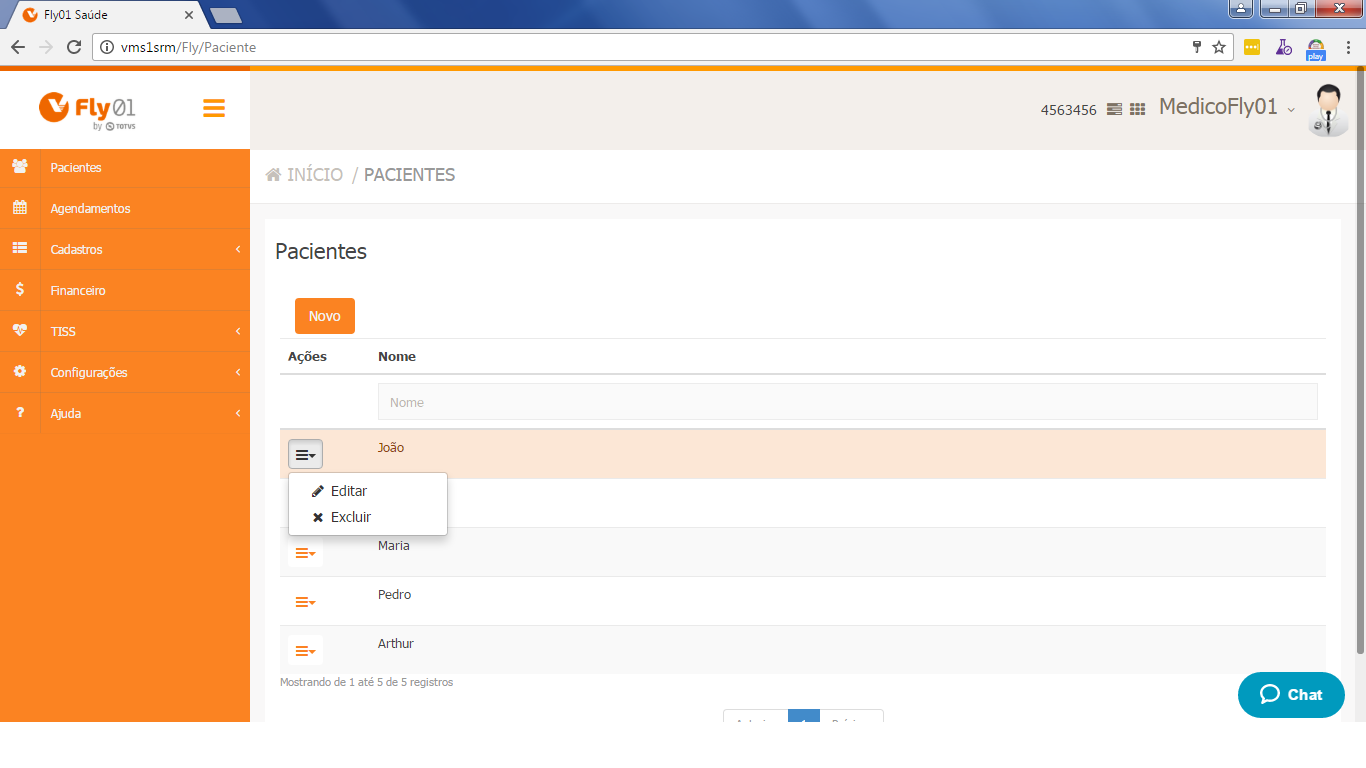 Fly01 Saúde
vms1srm/Fly/Paciente
play
Fly01
by TOTVS
4563456
MedicoFly01
Pacientes
Agendamentos
Cadastros
Financeiro
TISS
Configurações
Ajuda
INÍCIO / PACIENTES
Pacientes
Novo
Ações Nome
Nome
João
Editar
Excluir
Maria
Pedro
Arthur
Mostrando de 1 até 5 de 5 registros
Chat